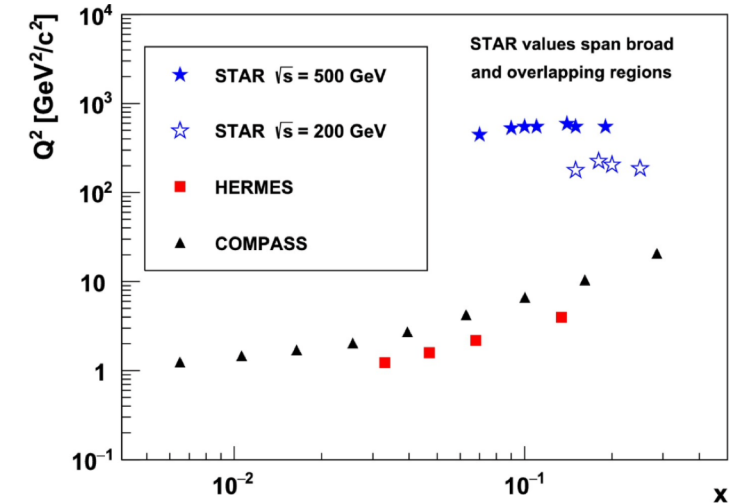 10⁴
STAR values span broad
and overlapping regions
STAR √s = 500 GeV
10³
STAR √s = 200 GeV
Q² [GeV²/c²]
HERMES
10²
COMPASS
10
1
10⁻¹
10⁻² 10⁻¹ x